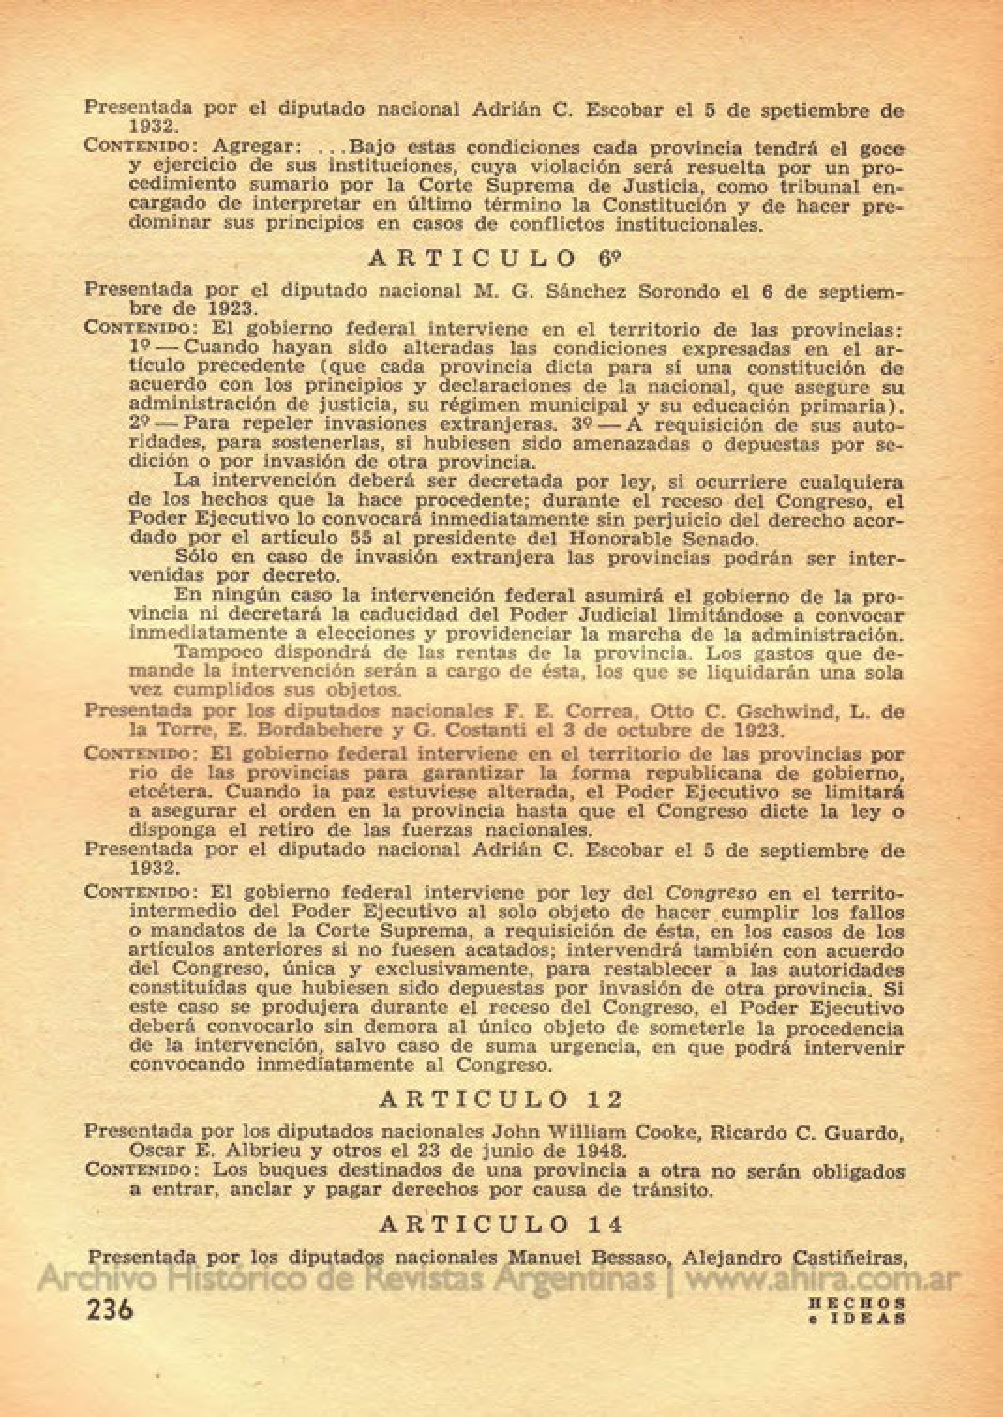 Presentada por el diputado nacional Adrián C. Escobar el 5 de spetiembre de
1932.
CONTENIDO: Agregar: ...Bajo estas condiciones cada provincia tendrá el goce
y ejercicio de sus instituciones, cuya violación será resuelta por un pro-
cedimiento sumario por la Corte Suprema de Justicia, como tribunal en-
cargado de interpretar en último término la Constitución y de hacer pre-
dominar sus principios en casos de conflictos institucionales.
ARTICULO 6º
Presentada por el diputado nacional M. G. Sánchez Sorondo el 6 de septiem-
bre de 1923.
CONTENIDO: El gobierno federal interviene en el territorio de las provincias:
1º — Cuando hayan sido alteradas las condiciones expresadas en el ar-
tículo precedente (que cada provincia dicta para sí una constitución de
acuerdo con los principios y declaraciones de la nacional, que asegure su
administración de justicia, su régimen municipal y su educación primaria).
2º — Para repeler invasiones extranjeras. 3º — A requisición de sus auto-
ridades, para sostenerlas, si hubiesen sido amenazadas o depuestas por se-
dición o por invasión de otra provincia.
La intervención deberá ser decretada por ley, si ocurriere cualquiera
de los hechos que la hace procedente; durante el receso del Congreso, el
Poder Ejecutivo lo convocará inmediatamente sin perjuicio del derecho acor-
dado por el artículo 55 al presidente del Honorable Senado.
Sólo en caso de invasión extranjera las provincias podrán ser inter-
venidas por decreto.
En ningún caso la intervención federal asumirá el gobierno de la pro-
vincia ni decretará la caducidad del Poder Judicial limitándose a convocar
inmediatamente a elecciones y providenciar la marcha de la administración.
Tampoco dispondrá de las rentas de la provincia. Los gastos que de-
mande la intervención serán a cargo de ésta, los que se liquidarán una sola
vez cumplidos sus objetos.
Presentada por los diputados nacionales F. E. Correa, Otto C. Gschwind, L. de
la Torre, E. Bordabehere y G. Costanti el 3 de octubre de 1923.
CONTENIDO: El gobierno federal interviene en el territorio de las provincias por
rio de las provincias para garantizar la forma republicana de gobierno,
etcétera. Cuando la paz estuviese alterada, el Poder Ejecutivo se limitará
a asegurar el orden en la provincia hasta que el Congreso dicte la ley o
disponga el retiro de las fuerzas nacionales.
Presentada por el diputado nacional Adrián C. Escobar el 5 de septiembre de
1932.
CONTENIDO: El gobierno federal interviene por ley del Congreso en el territo-
intermedio del Poder Ejecutivo al solo objeto de hacer cumplir los fallos
o mandatos de la Corte Suprema, a requisición de ésta, en los casos de los
artículos anteriores si no fuesen acatados; intervendrá también con acuerdo
del Congreso, única y exclusivamente, para restablecer a las autoridades
constituídas que hubiesen sido depuestas por invasión de otra provincia. Si
este caso se produjera durante el receso del Congreso, el Poder Ejecutivo
deberá convocarlo sin demora al único objeto de someterle la procedencia
de la intervención, salvo caso de suma urgencia, en que podrá intervenir
convocando inmediatamente al Congreso.
ARTICULO 12
Presentada por los diputados nacionales John William Cooke, Ricardo C. Guardo,
Oscar E. Albrieu y otros el 23 de junio de 1948.
CONTENIDO: Los buques destinados de una provincia a otra no serán obligados
a entrar, anclar y pagar derechos por causa de tránsito.
ARTICULO 14
Presentada por los diputados nacionales Manuel Bessaso, Alejandro Castiñeiras,
Archivo Histórico de Revistas Argentinas | www.ahira.com.ar
236
HECHOS
e IDEAS